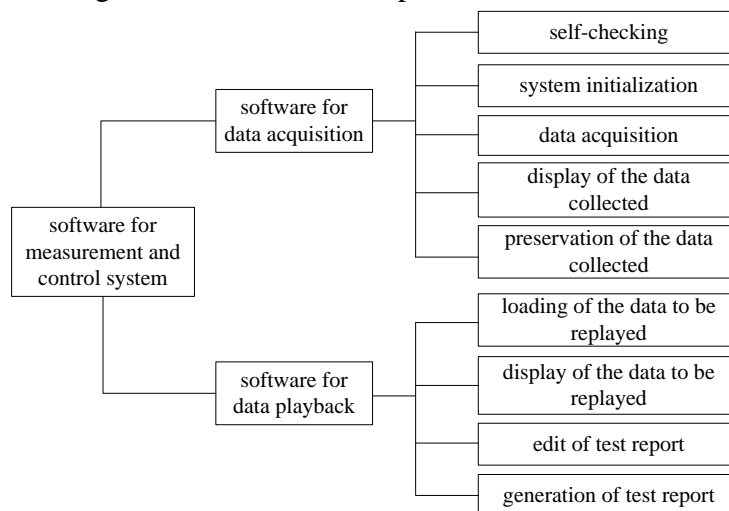 software for
measurement and
control system
software for
data acquisition
self-checking
system initialization
data acquisition
display of the data
collected
preservation of the data
collected
software for
data playback
loading of the data to be
replayed
display of the data to be
replayed
edit of test report
generation of test report